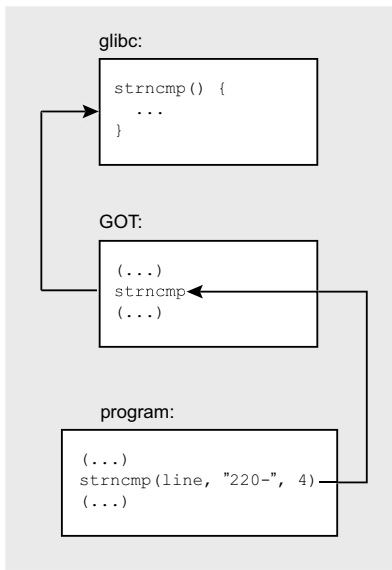 glibc:
strncmp() {
...
}
GOT:
(...)
strncmp
(...)
program:
(...)
strncmp(line, "220-", 4)
(...)